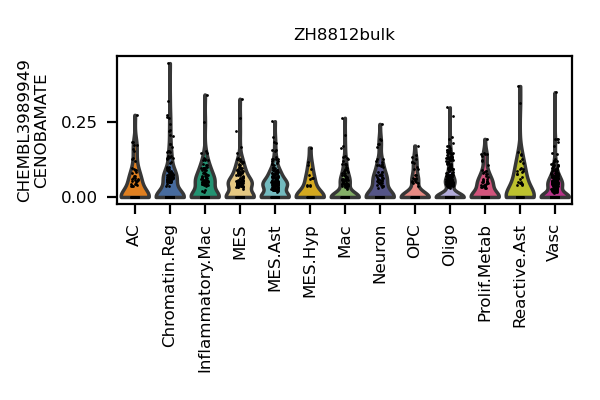 ZH8812bulk
CHEMBL3989949
CENOBAMATE
0.25
0.00
AC
Chromatin.Reg
Inflammatory.Mac
MES
MES.Ast
MES.Hyp
Mac
Neuron
OPC
Oligo
Prolif.Metab
Reactive.Ast
Vasc